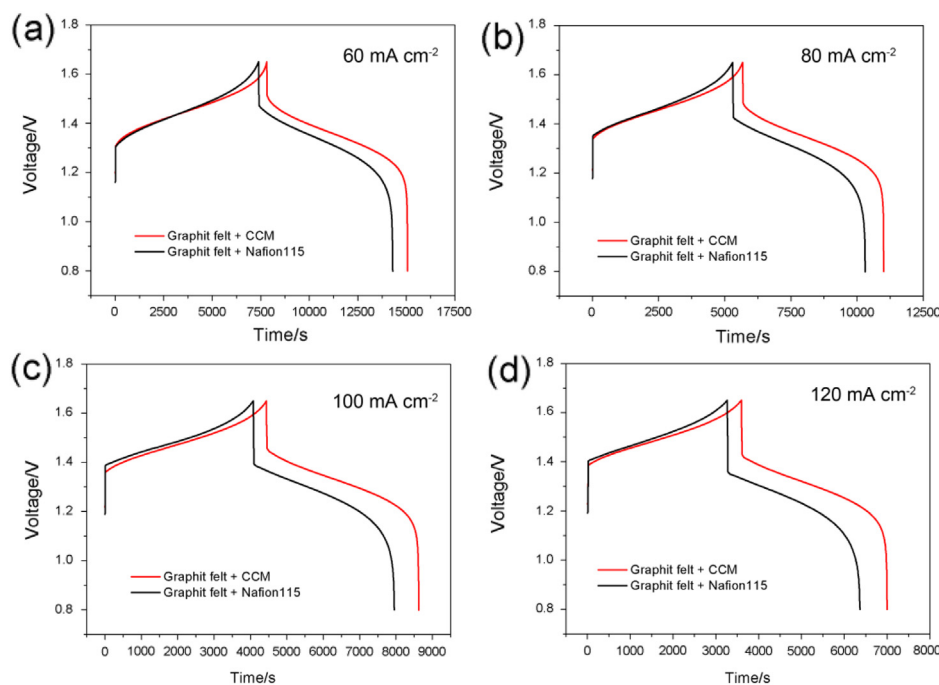 (a)
60 mA cm-2
Voltage/V
1.8
1.6
1.4
1.2
1.0
0.8
Graphit felt + CCM
Graphit felt + Nafion115
0 2500 5000 7500 10000 12500 15000 17500
Time/s
(b)
80 mA cm-2
Voltage/V
1.8
1.6
1.4
1.2
1.0
0.8
Graphit felt + CCM
Graphit felt + Nafion115
0 2500 5000 7500 10000 12500
Time/s
(c)
100 mA cm-2
Voltage/V
1.8
1.6
1.4
1.2
1.0
0.8
Graphit felt + CCM
Graphit felt + Nafion115
0 1000 2000 3000 4000 5000 6000 7000 8000 9000
Time/s
(d)
120 mA cm-2
Voltage/V
1.8
1.6
1.4
1.2
1.0
0.8
Graphit felt + CCM
Graphit felt + Nafion115
0 1000 2000 3000 4000 5000 6000 7000 8000
Time/s